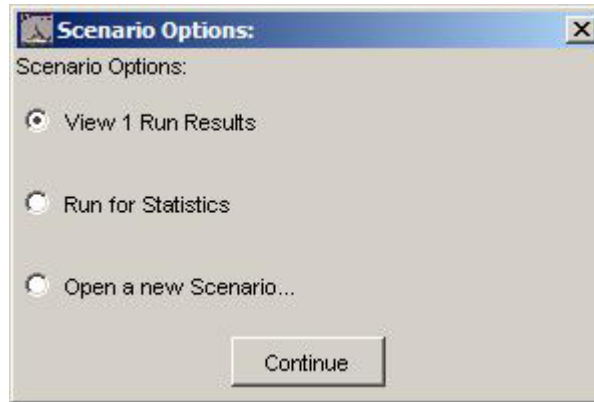 Scenario Options:
Scenario Options:
View 1 Run Results
Run for Statistics
Open a new Scenario...
Continue